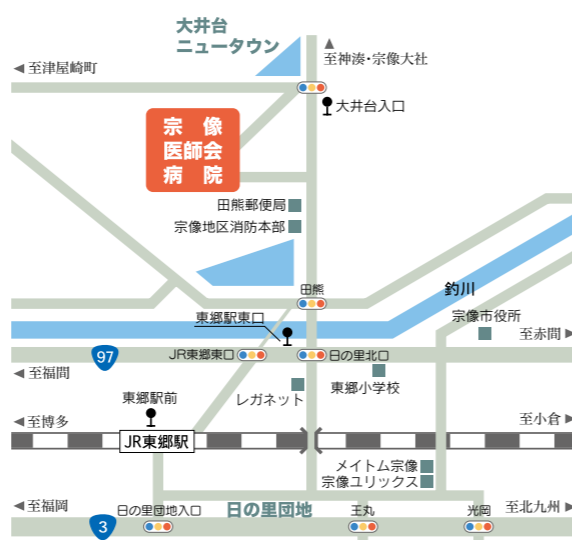 大井台
ニュータウン
▲
至神湊・宗像大社
◀ 至津屋崎町
大井台入口
宗 像
医師会
病 院
田熊郵便局
宗像地区消防本部
田熊
釣川
東郷駅東口
宗像市役所
至赤間 ▶
97
JR東郷東口
日の里北口
◀ 至福間
東郷小学校
レガネット
東郷駅前
◀ 至博多
至小倉 ▶
JR東郷駅
メイトム宗像
宗像ユリックス
◀ 至福岡
日の里団地入口
日の里団地
王丸
光岡
至北九州 ▶
3